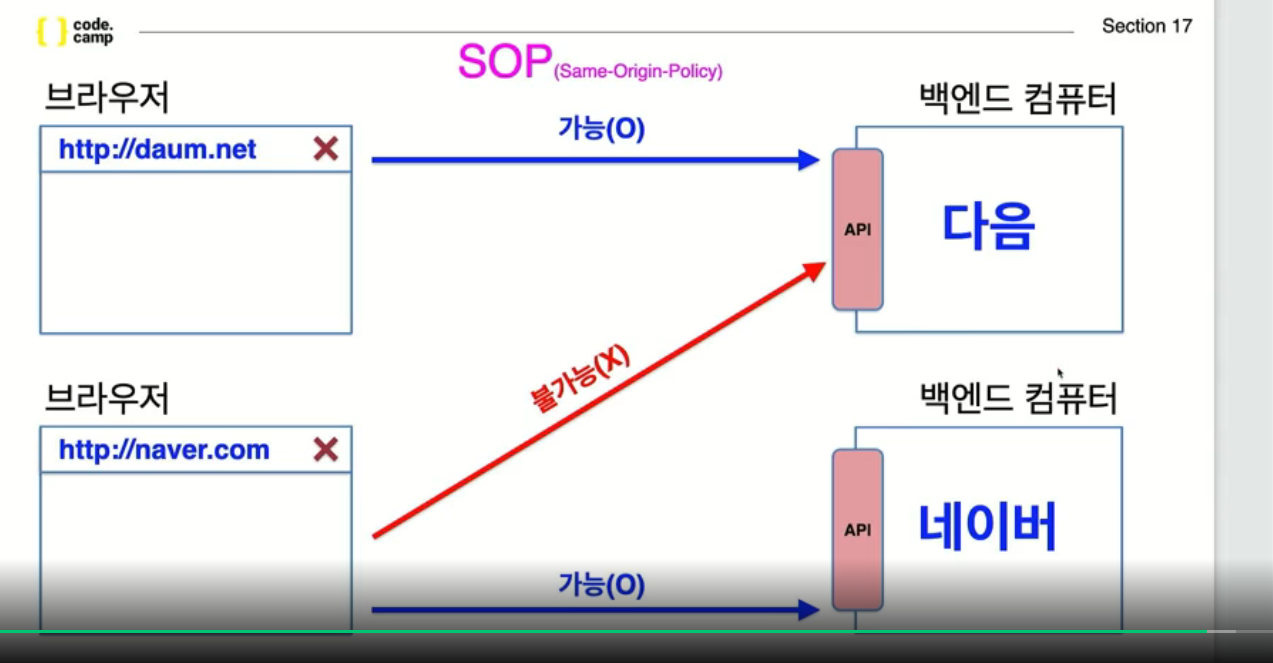 { } code.
camp
Section 17
SOP(Same-Origin-Policy)
브라우저
http://daum.net
가능(O)
백엔드 컴퓨터
API
다음
불가능(X)
브라우저
http://naver.com
가능(O)
백엔드 컴퓨터
API
네이버